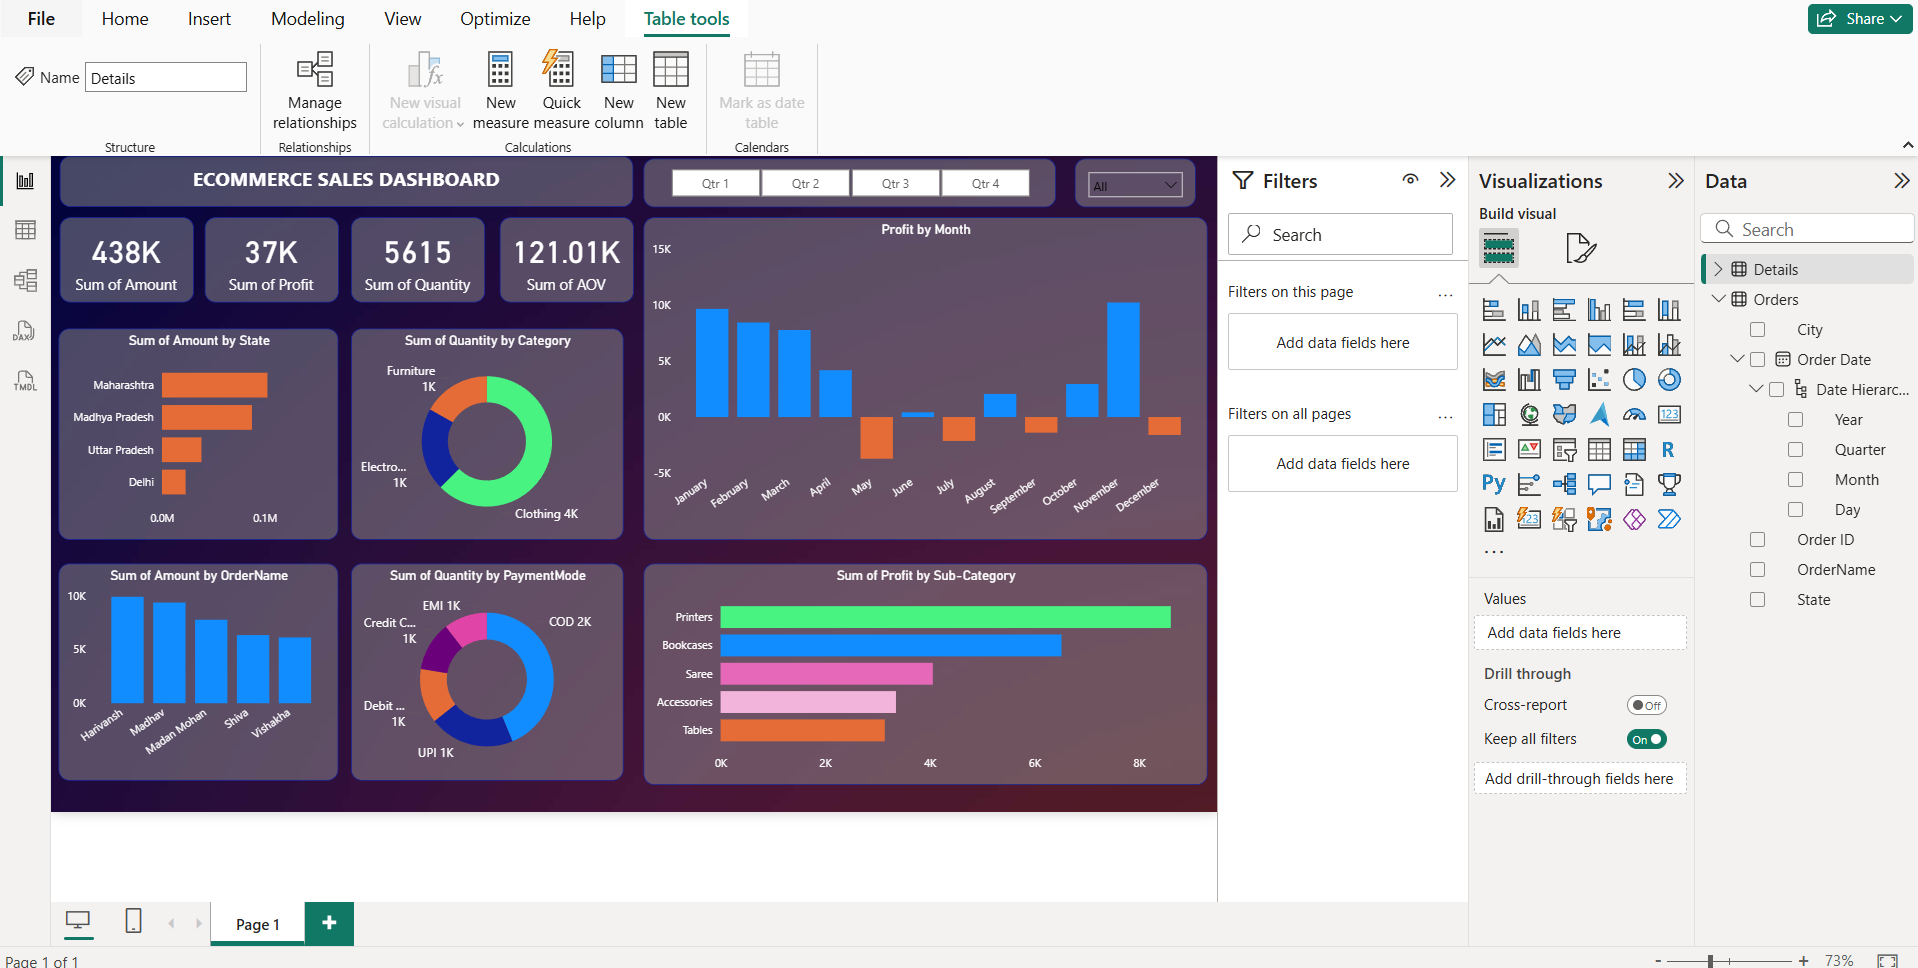 File
Home
Insert
Modeling
View
Optimize
Help
Table tools
Share
Name
Details
Structure
Manage relationships
Relationships
New visual calculation
New measure
Quick measure
New column
New table
Calculations
Mark as date table
Calendars
DAX
TMDL
ECOMMERCE SALES DASHBOARD
Qtr 1
Qtr 2
Qtr 3
Qtr 4
All
438K
Sum of Amount
37K
Sum of Profit
5615
Sum of Quantity
121.01K
Sum of AOV
Profit by Month
15K
10K
5K
0K
-5K
January
February
March
April
May
June
July
August
September
October
November
December
Sum of Amount by State
Maharashtra
Madhya Pradesh
Uttar Pradesh
Delhi
0.0M
0.1M
Sum of Quantity by Category
Furniture
1K
Electro...
1K
Clothing 4K
Sum of Amount by OrderName
10K
5K
0K
Harivansh
Madhav
Madan Mohan
Shiva
Vishakha
Sum of Quantity by PaymentMode
EMI 1K
Credit C...
1K
COD 2K
Debit ...
1K
UPI 1K
Sum of Profit by Sub-Category
Printers
Bookcases
Saree
Accessories
Tables
0K
2K
4K
6K
8K
Filters
Search
Filters on this page
...
Add data fields here
Filters on all pages
...
Add data fields here
Visualizations
Build visual
123
R
Py
123
...
Values
Add data fields here
Drill through
Cross-report
Off
Keep all filters
On
Add drill-through fields here
Data
Search
Details
Orders
City
Order Date
Date Hierarc...
Year
Quarter
Month
Day
Order ID
OrderName
State
Page 1
+
Page 1 of 1
-
+
73%